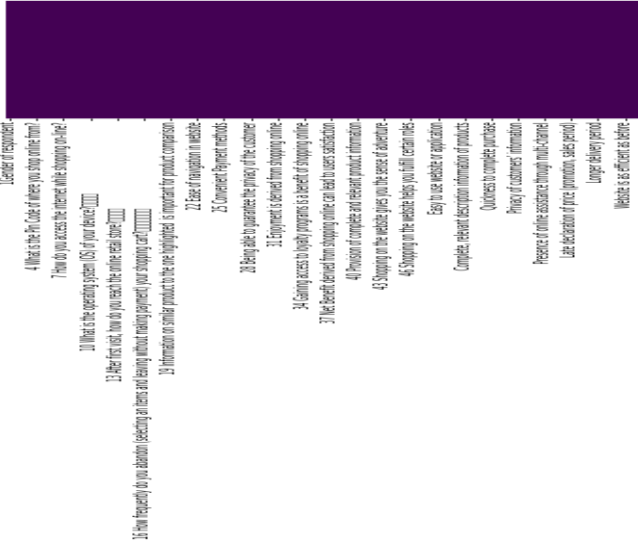 1Gender of respondent
4 What is the Pin Code of where you shop online from?
7 How do you access the internet while shopping on-line?
10 What is the operating system (OS) of your device?
13 After first visit, how do you reach the online retail store?
16 How frequently do you abandon (selecting an items and leaving without making payment) your shopping cart?
19 Information on similar product to the one highlighted is important for product comparison
22 Ease of navigation in website
25 Convenient Payment methods
28 Being able to guarantee the privacy of the customer
31 Enjoyment is derived from shopping online
34 Gaining access to loyalty programs is a benefit of shopping online
37 Net Benefit derived from shopping online can lead to users satisfaction
40 Provision of complete and relevant product information
43 Shopping on the website gives you the sense of adventure
46 Shopping on the website helps you fulfill certain roles
Easy to use website or application
Complete, relevant description information of products
Quickness to complete purchase
Privacy of customers' information
Presence of online assistance through multi-channel
Late declaration of price (promotion, sales period)
Longer delivery period
Website is as efficient as before